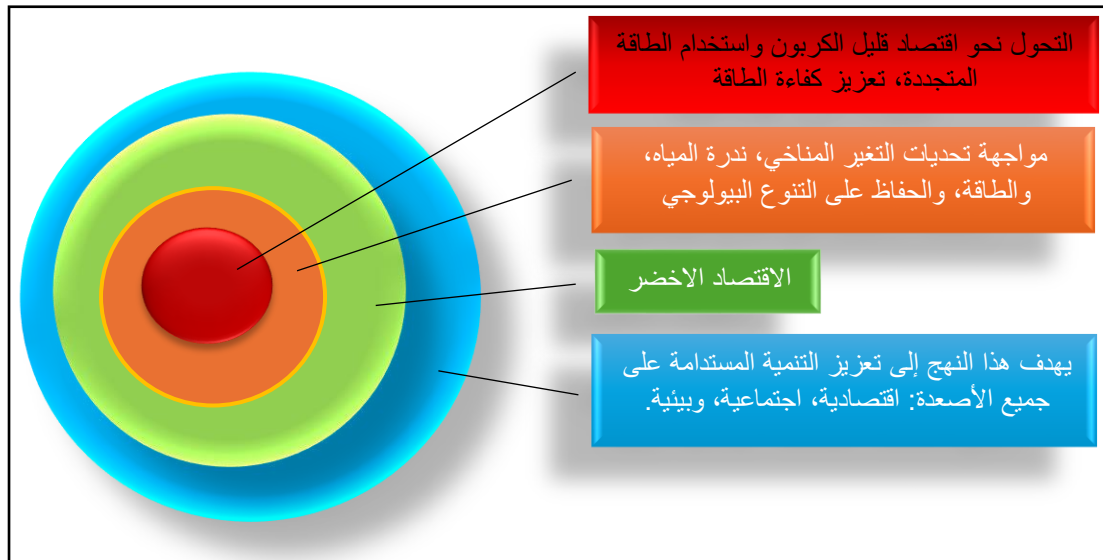 التحول نحو اقتصاد قليل الكربون واستخدام الطاقة
المتجددة، تعزيز كفاءة الطاقة
مواجهة تحديات التغير المناخي، ندرة المياه،
والطاقة، والحفاظ على التنوع البيولوجي
الاقتصاد الاخضر
يهدف هذا النهج إلى تعزيز التنمية المستدامة على
جميع الأصعدة: اقتصادية، اجتماعية، وبيئية.